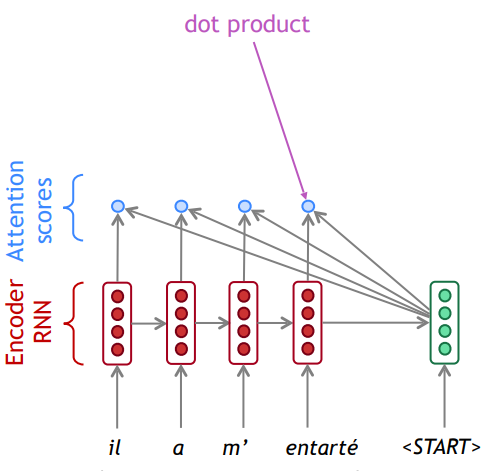 dot product
Attention
scores
Encoder
RNN
il a m’ entarté <START>